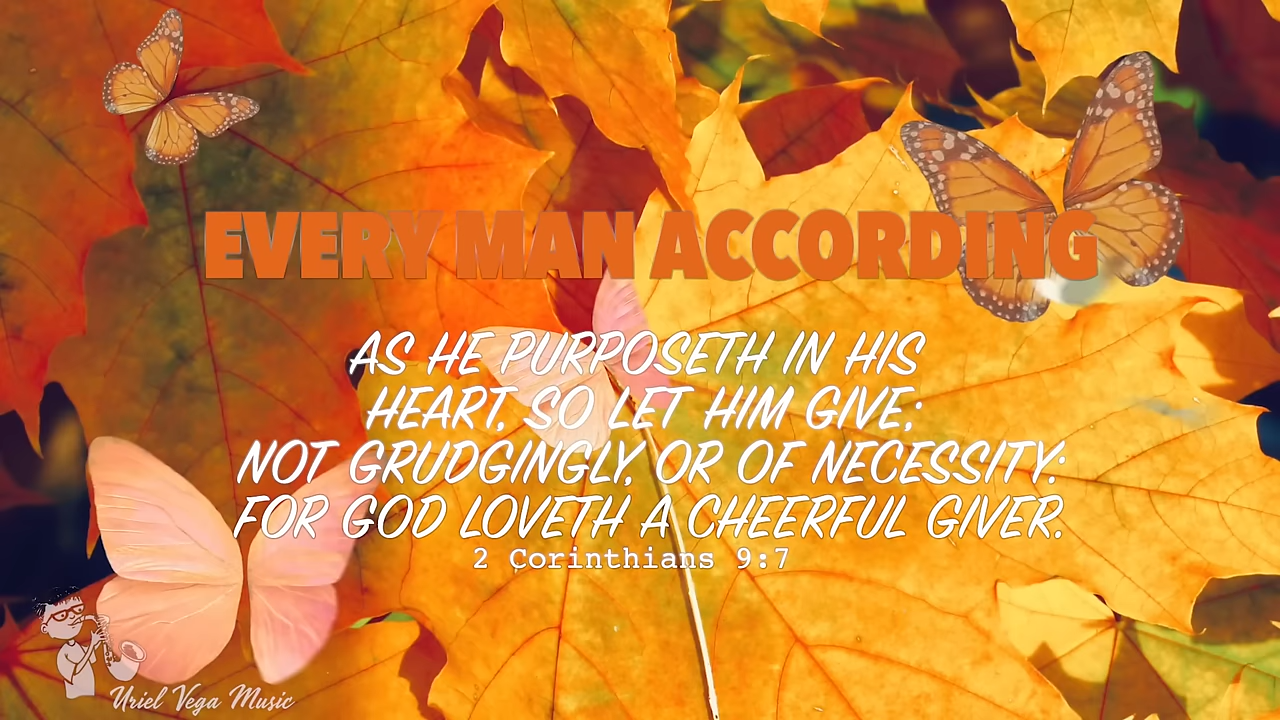 EVERY MAN ACCORDING
AS HE PURPOSETH IN HIS
HEART, SO LET HIM GIVE;
NOT GRUDGINGLY, OR OF NECESSITY:
FOR GOD LOVETH A CHEERFUL GIVER.
2 Corinthians 9:7
Uriel Vega Music